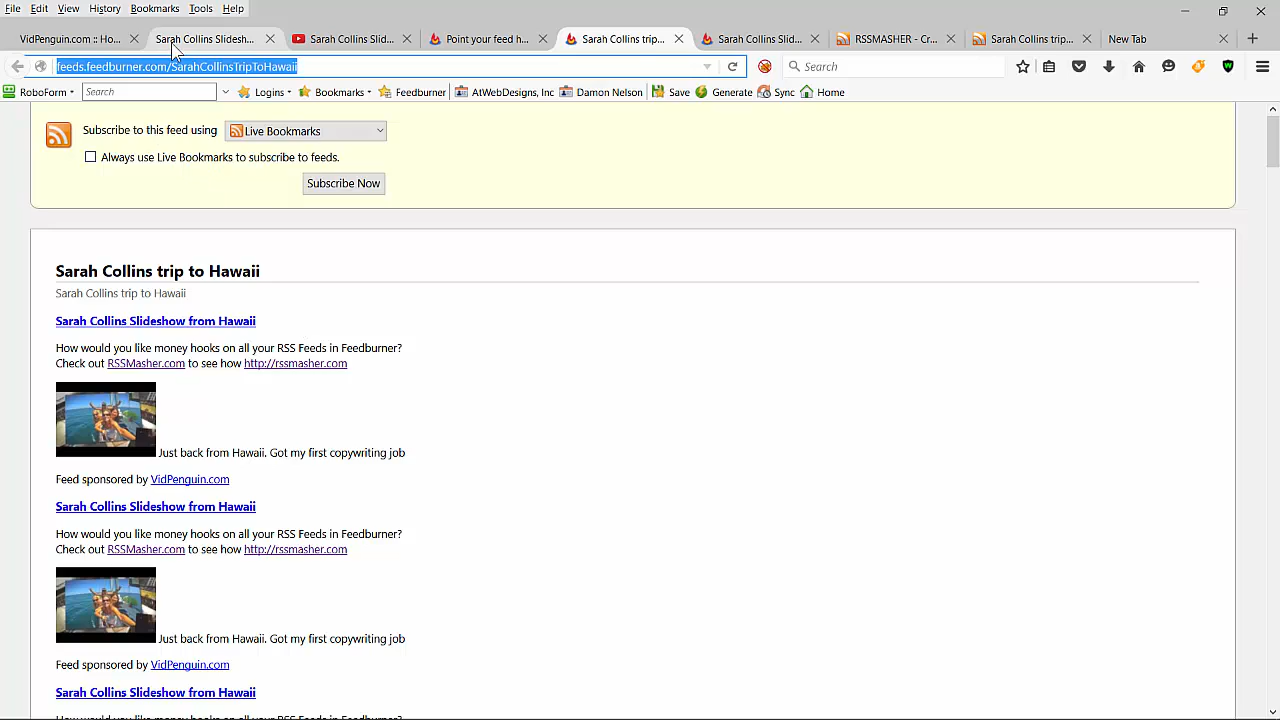 File Edit View History Bookmarks Tools Help
VidPenguin.com :: Ho... Sarah Collins Slidesh... Sarah Collins Slid... Point your feed h... Sarah Collins trip... Sarah Collins Slid... RSSMASHER - Cr... Sarah Collins trip... New Tab
feeds.feedburner.com/SarahCollinsTripToHawaii Search
RoboForm Search Logins Bookmarks Feedburner AtWebDesigns, Inc Damon Nelson Save Generate Sync Home
Subscribe to this feed using Live Bookmarks
Always use Live Bookmarks to subscribe to feeds.
Subscribe Now
Sarah Collins trip to Hawaii
Sarah Collins trip to Hawaii
Sarah Collins Slideshow from Hawaii
How would you like money hooks on all your RSS Feeds in Feedburner?
Check out RSSMasher.com to see how http://rssmasher.com
Just back from Hawaii. Got my first copywriting job
Feed sponsored by VidPenguin.com
Sarah Collins Slideshow from Hawaii
How would you like money hooks on all your RSS Feeds in Feedburner?
Check out RSSMasher.com to see how http://rssmasher.com
Just back from Hawaii. Got my first copywriting job
Feed sponsored by VidPenguin.com
Sarah Collins Slideshow from Hawaii